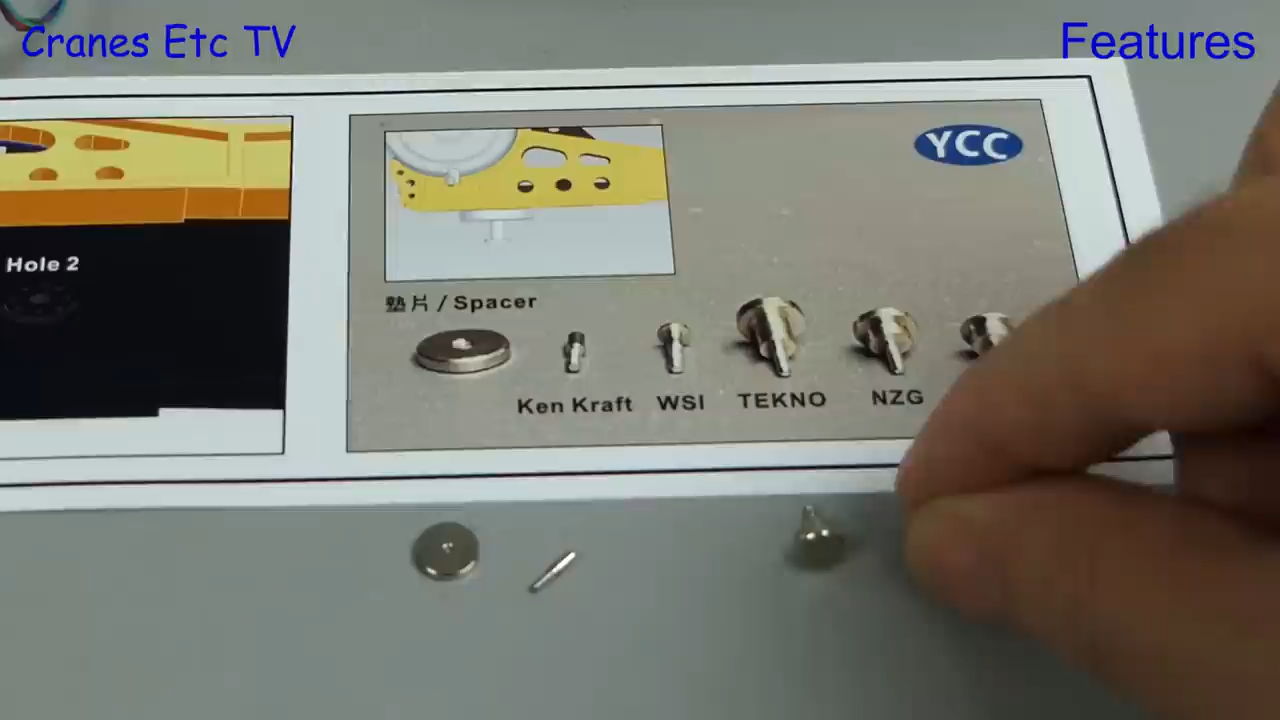 Cranes Etc TV
Features
YCC
Hole 2
墊片 / Spacer
Ken Kraft
WSI
TEKNO
NZG